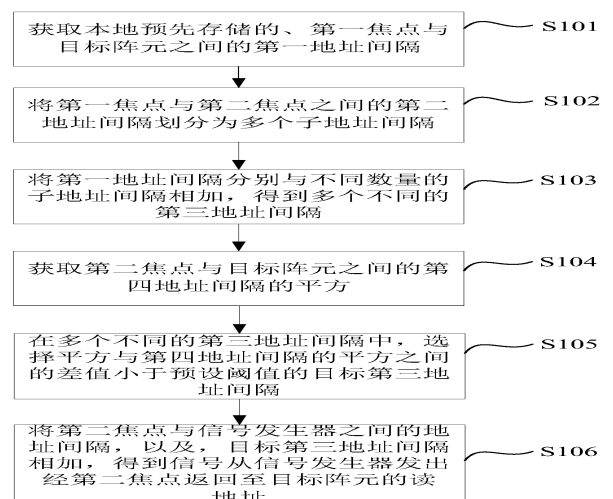 获取本地预先存储的、第一焦点与
目标阵元之间的第一地址间隔
S101
将第一焦点与第二焦点之间的第二
地址间隔划分为多个子地址间隔
S102
将第一地址间隔分别与不同数量的
子地址间隔相加，得到多个不同的
第三地址间隔
S103
获取第二焦点与目标阵元之间的第
四地址间隔的平方
S104
在多个不同的第三地址间隔中，选
择平方与第四地址间隔的平方之间
的差值小于预设阈值的目标第三地
址间隔
S105
将第二焦点与信号发生器之间的地
址间隔，以及，目标第三地址间隔
相加，得到信号从信号发生器发出
经第二焦点返回至目标阵元的读
地址
S106